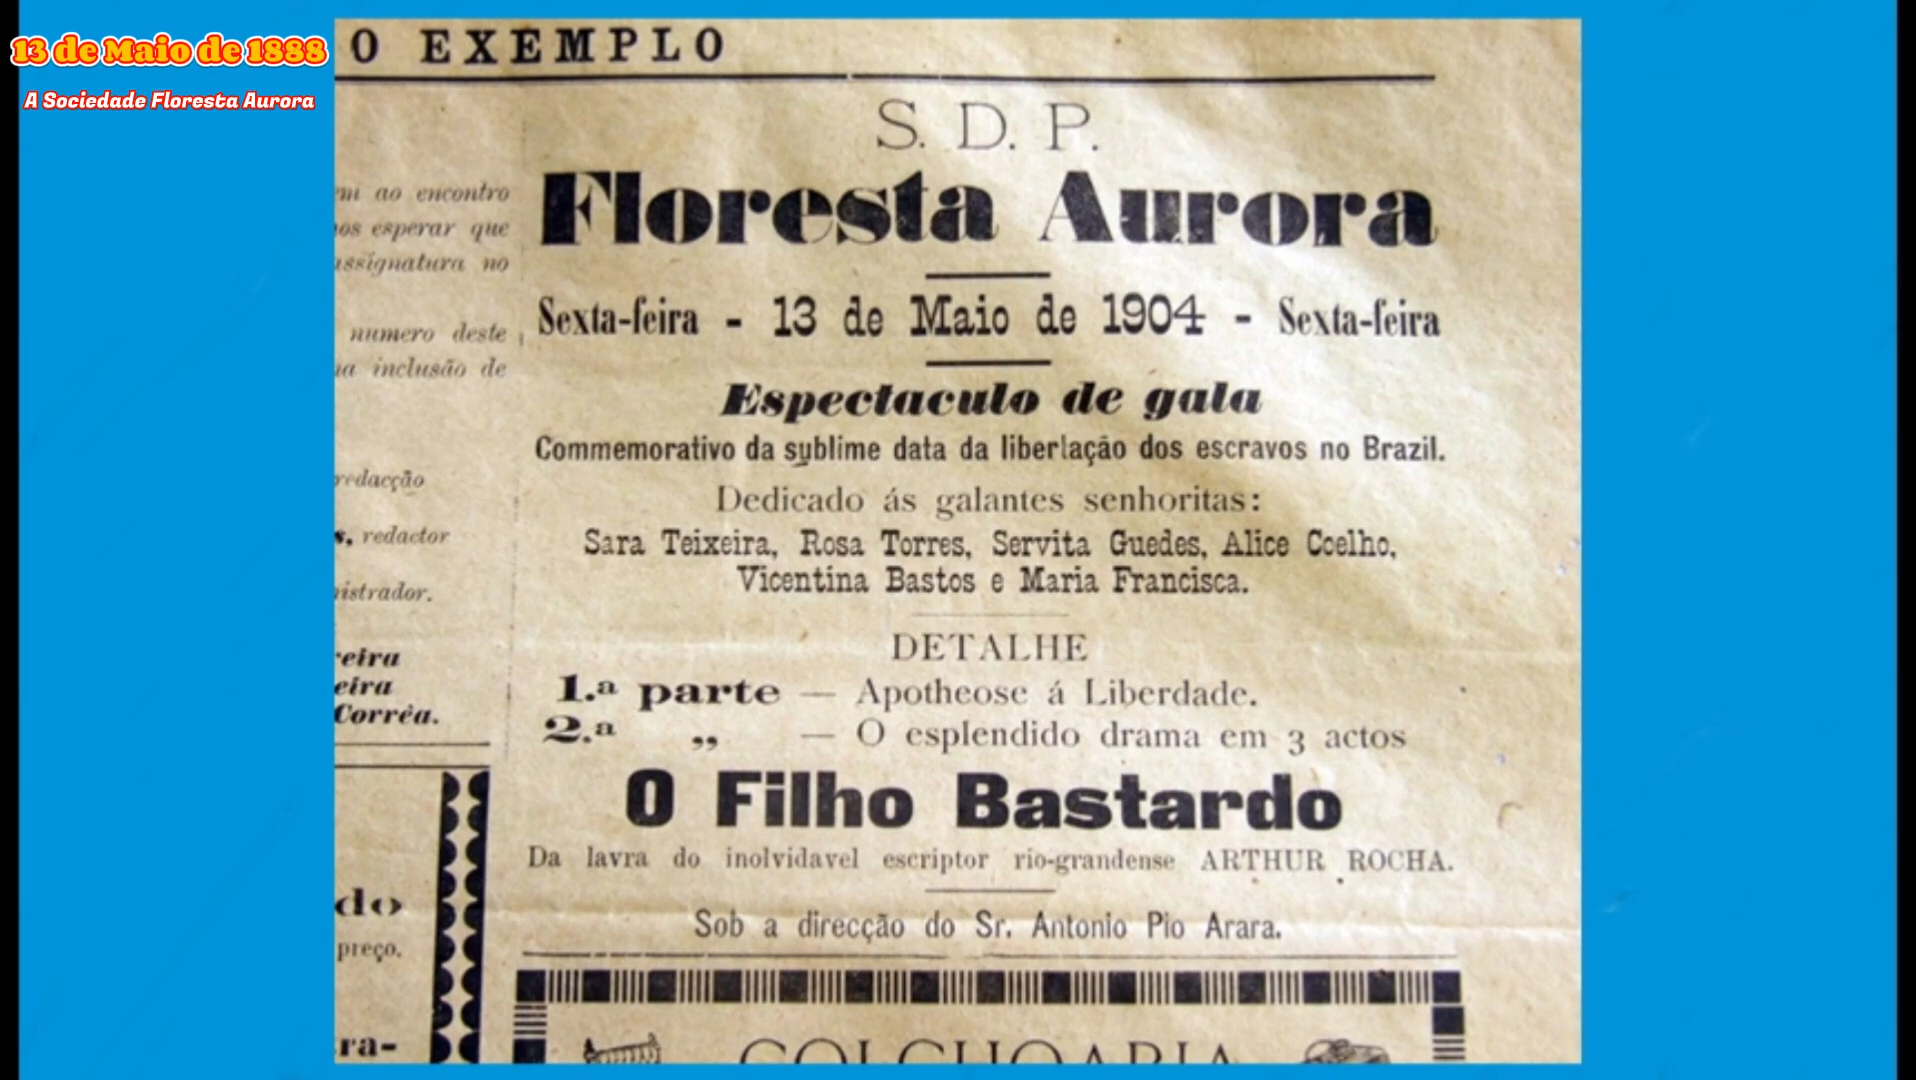 13 de Maio de 1888
A Sociedade Floresta Aurora
O EXEMPLO
ao encontro
esperar que
no
numero deste
inclusão de
redacção
redactor
Corrêa.
preço.
S. D. P.
Floresta Aurora
Sexta-feira - 13 de Maio de 1904 - Sexta-feira
Espectaculo de gala
Commemorativo da sublime data da libertação dos escravos no Brazil.
Dedicado ás galantes senhoritas:
Sara Teixeira, Rosa Torres, Servita Guedes, Alice Coelho,
Vicentina Bastos e Maria Francisca.
DETALHE
1.a parte — Apotheose á Liberdade.
2.a „ — O esplendido drama em 3 actos
O Filho Bastardo
Da lavra do inolvidavel escriptor rio-grandense ARTHUR ROCHA.
Sob a direcção do Sr. Antonio Pio Arara.
COLCHOARIA